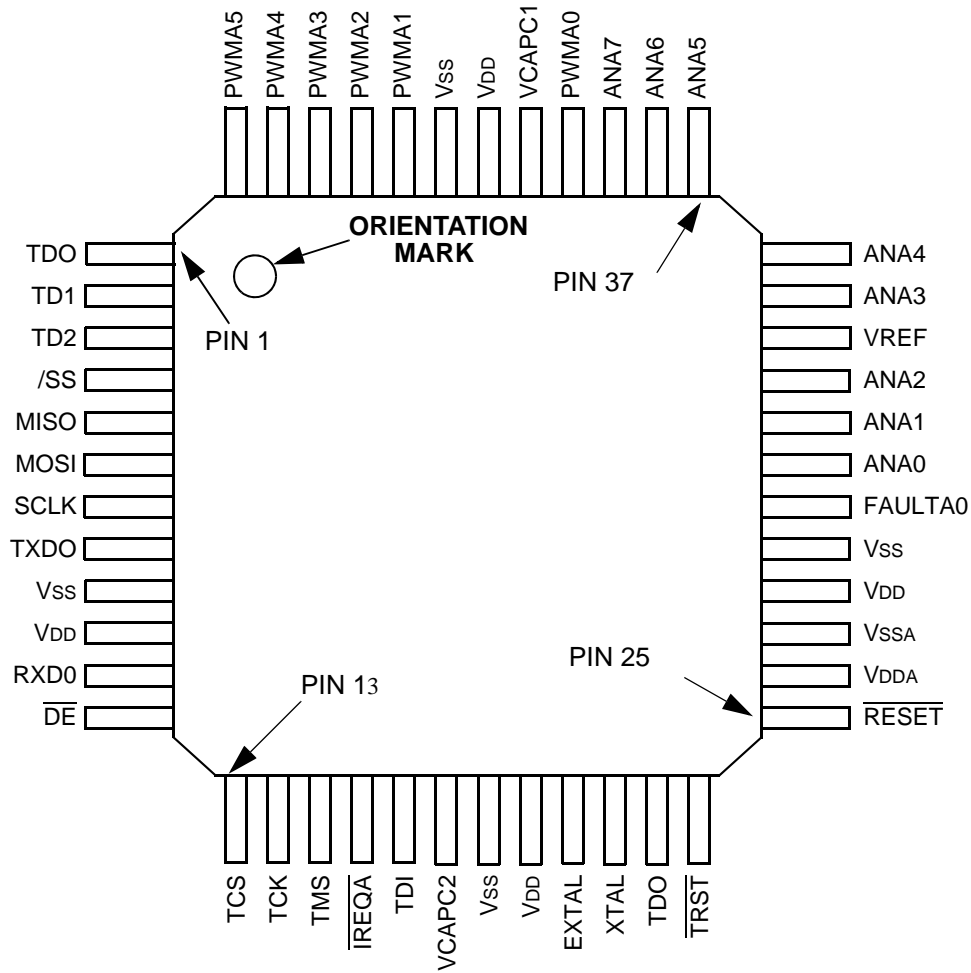 PWMA5
PWMA4
PWMA3
PWMA2
PWMA1
VSS
VDD
VCAPC1
PWMA0
ANA7
ANA6
ANA5
ORIENTATION
MARK
PIN 37
PIN 1
TDO
TD1
TD2
/SS
MISO
MOSI
SCLK
TXDO
VSS
VDD
RXD0
DE
ANA4
ANA3
VREF
ANA2
ANA1
ANA0
FAULTA0
VSS
VDD
VSSA
VDDA
RESET
PIN 25
PIN 13
TCS
TCK
TMS
IREQA
TDI
VCAPC2
VSS
VDD
EXTAL
XTAL
TDO
TRST